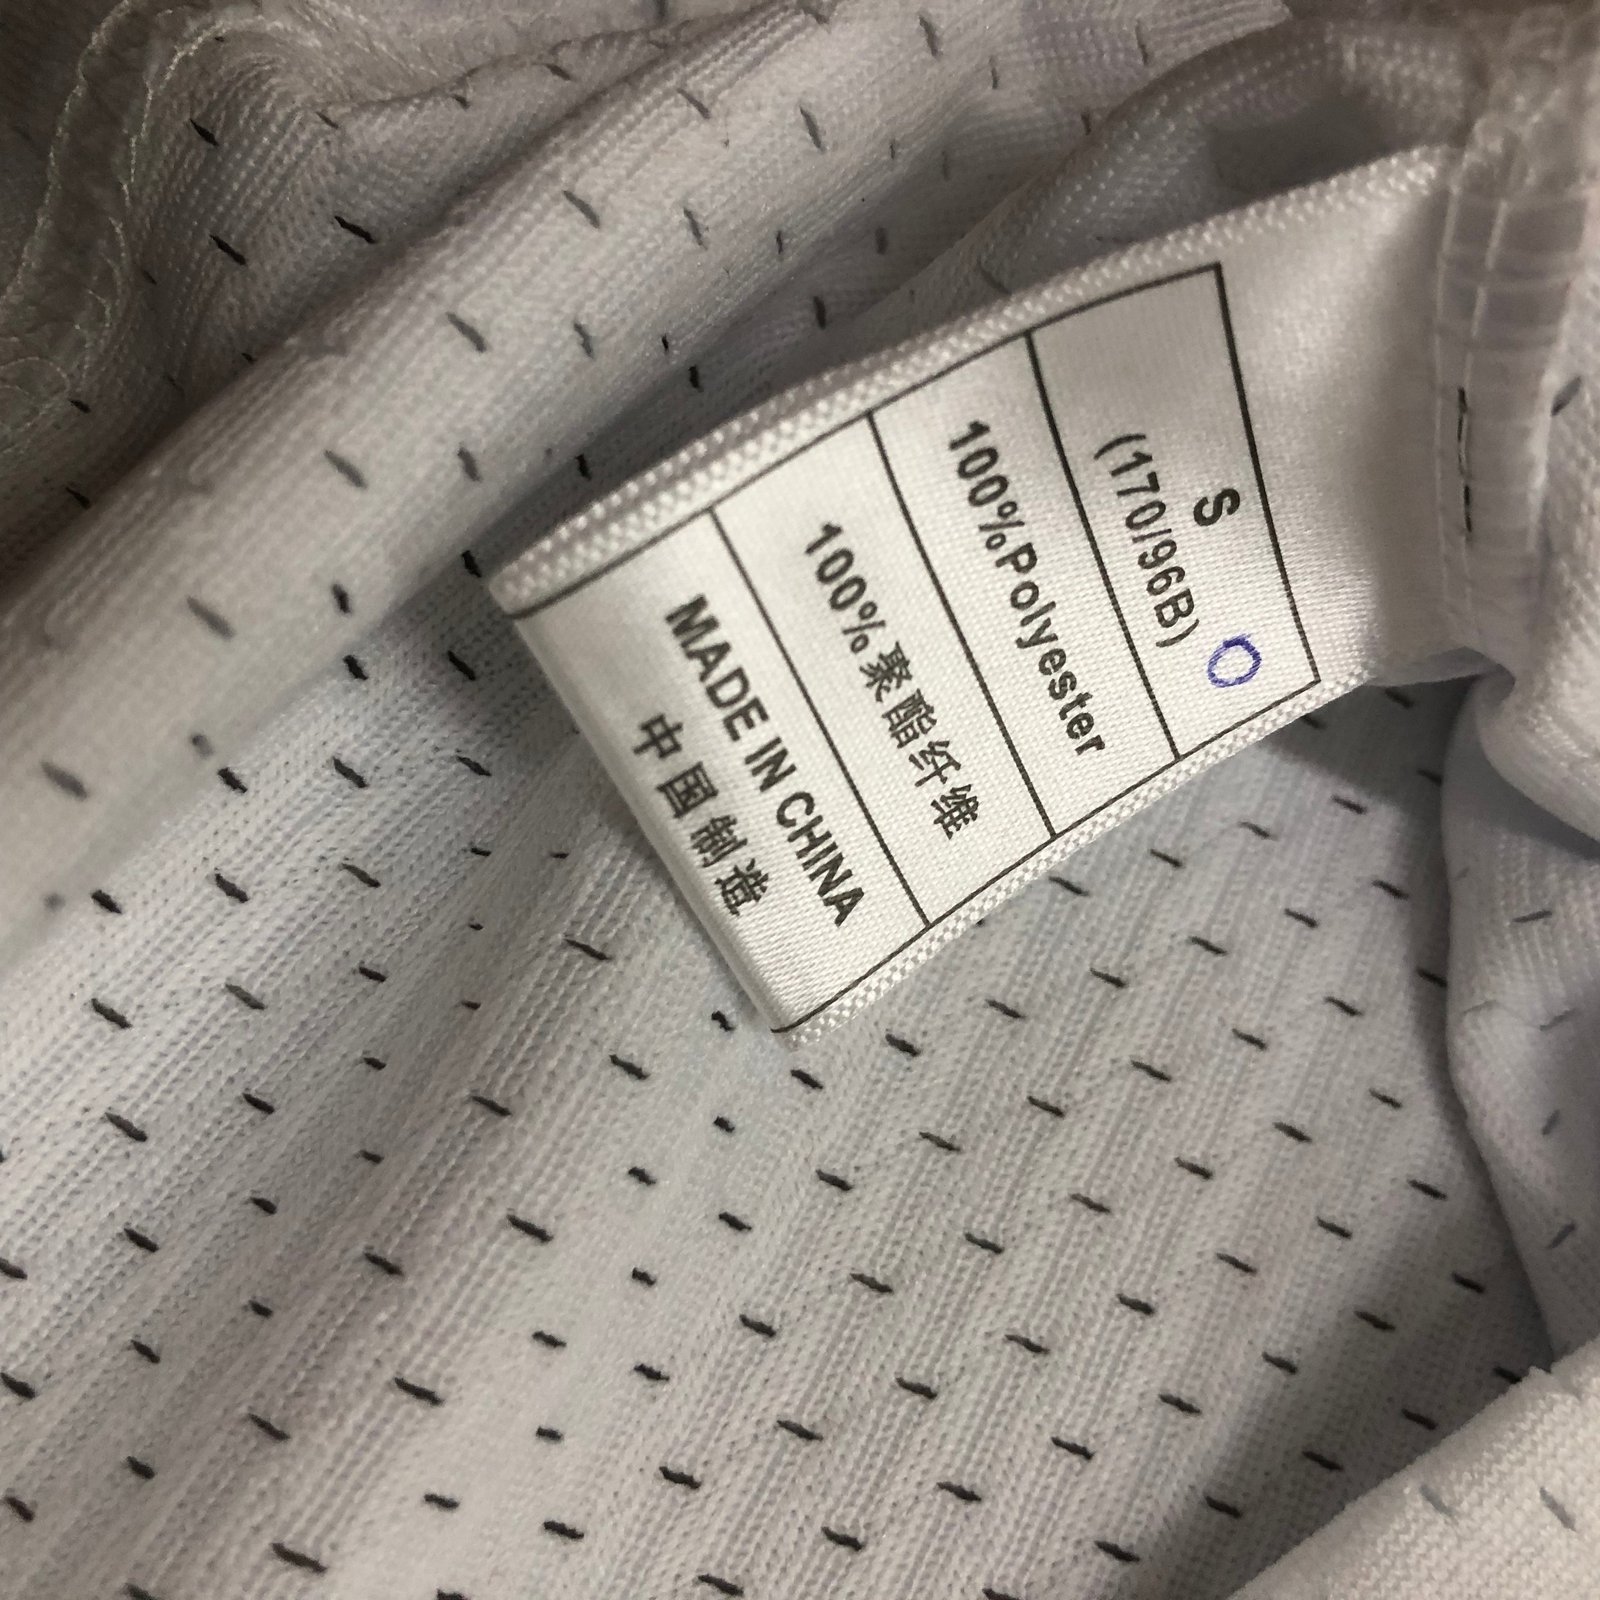 S
(170/96B)
100%Polyester
100%聚酯纤维
MADE IN CHINA
中国制造